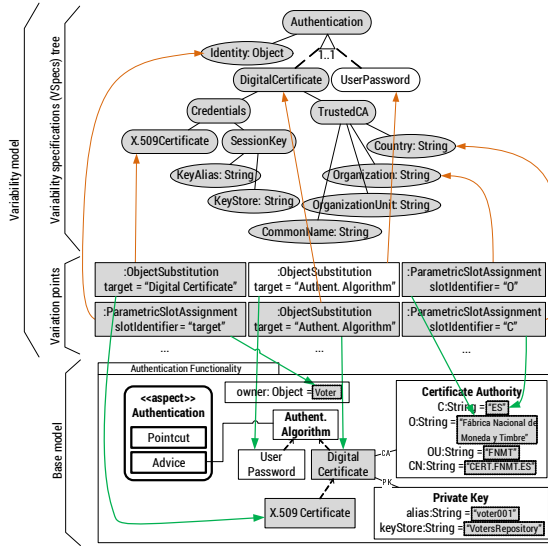 Variability model
Variability specifications (VSpecs) tree
Authentication
Identity: Object
1..1
DigitalCertificate
UserPassword
Credentials
TrustedCA
X.509Certificate
SessionKey
Country: String
KeyAlias: String
Organization: String
KeyStore: String
OrganizationUnit: String
CommonName: String
Variation points
:ObjectSubstitution
target = "Digital Certificate"
:ObjectSubstitution
target = "Authent. Algorithm"
:ParametricSlotAssignment
slotIdentifier = "O"
:ParametricSlotAssignment
slotIdentifier = "target"
:ObjectSubstitution
target = "Authent. Algorithm"
:ParametricSlotAssignment
slotIdentifier = "C"
...
...
...
Base model
Authentication Functionality
<<aspect>>
Authentication
Pointcut
Advice
owner: Object = Voter
Authent.
Algorithm
User
Password
Digital
Certificate
X.509 Certificate
CA
PK
Certificate Authority
C:String = "ES"
O:String = "Fábrica Nacional de
Moneda y Timbre"
OU:String = "FNMT"
CN:String = "CERT.FNMT.ES"
Private Key
alias:String = "voter001"
keyStore:String = "VotersRepository"